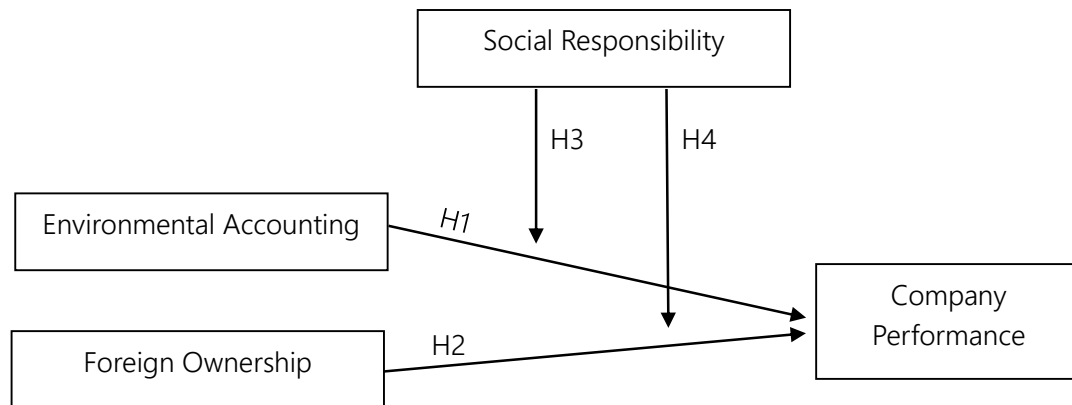 Social Responsibility
H3
H4
Environmental Accounting
H1
Company
Performance
H2
Foreign Ownership